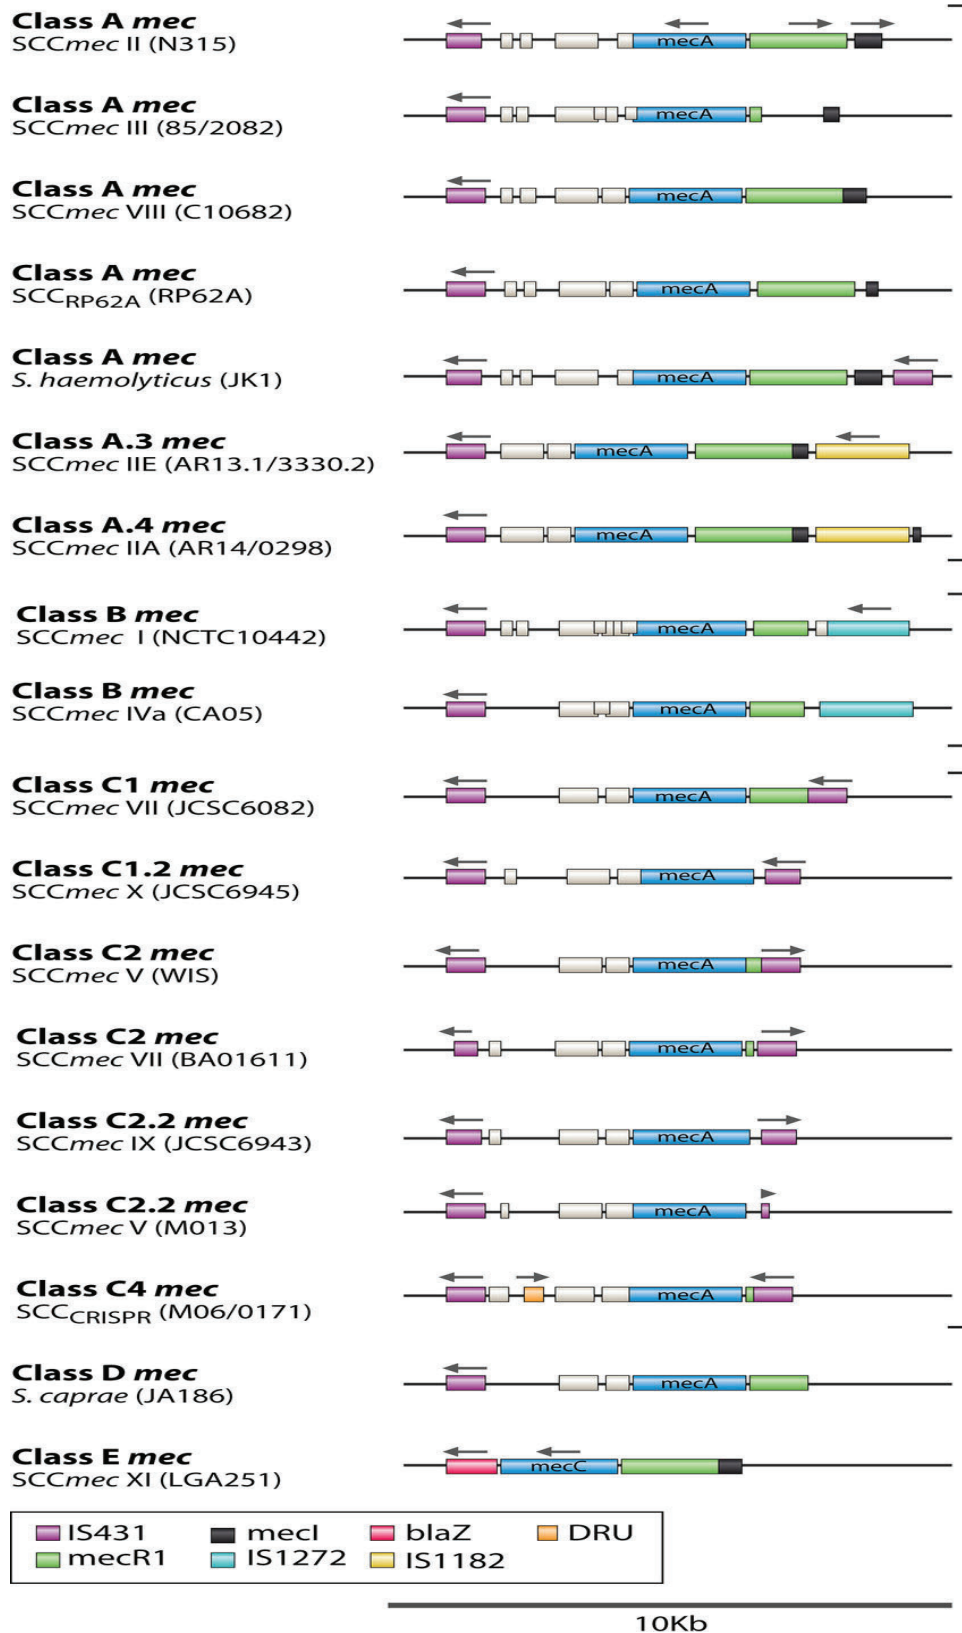 Class A mec
SCCmec II (N315)
mecA
Class A mec
SCCmec III (85/2082)
mecA
Class A mec
SCCmec VIII (C10682)
mecA
Class A mec
SCCRP62A (RP62A)
mecA
Class A mec
S. haemolyticus (JK1)
mecA
Class A.3 mec
SCCmec IIE (AR13.1/3330.2)
mecA
Class A.4 mec
SCCmec IIA (AR14/0298)
mecA
Class B mec
SCCmec I (NCTC10442)
mecA
Class B mec
SCCmec IVa (CA05)
mecA
Class C1 mec
SCCmec VII (JCSC6082)
mecA
Class C1.2 mec
SCCmec X (JCSC6945)
mecA
Class C2 mec
SCCmec V (WIS)
mecA
Class C2 mec
SCCmec VII (BA01611)
mecA
Class C2.2 mec
SCCmec IX (JCSC6943)
mecA
Class C2.2 mec
SCCmec V (M013)
mecA
Class C4 mec
SCCCRISPR (M06/0171)
mecA
Class D mec
S. caprae (JA186)
mecA
Class E mec
SCCmec XI (LGA251)
mecC
IS431 mecI blaZ DRU
mecR1 IS1272 IS1182
10Kb